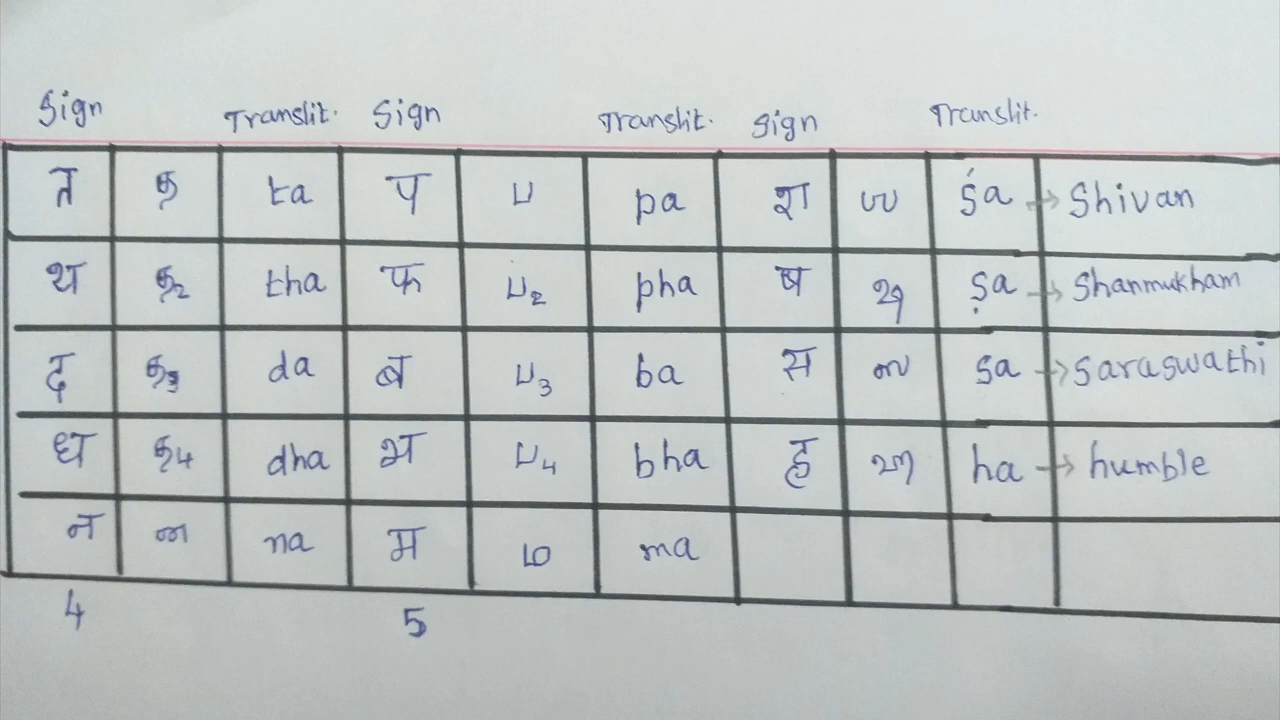 Sign Translit. Sign Translit. Sign Translit.
त த ta प ப pa श ஶ śa → Shivan
थ த₂ tha फ ப₂ pha ष ஷ ṣa → Shanmukham
द த₃ da ब ப₃ ba स ஸ sa → Saraswathi
ध த₄ dha भ ப₄ bha ह ஹ ha → humble
न ந na म ம ma
4 5